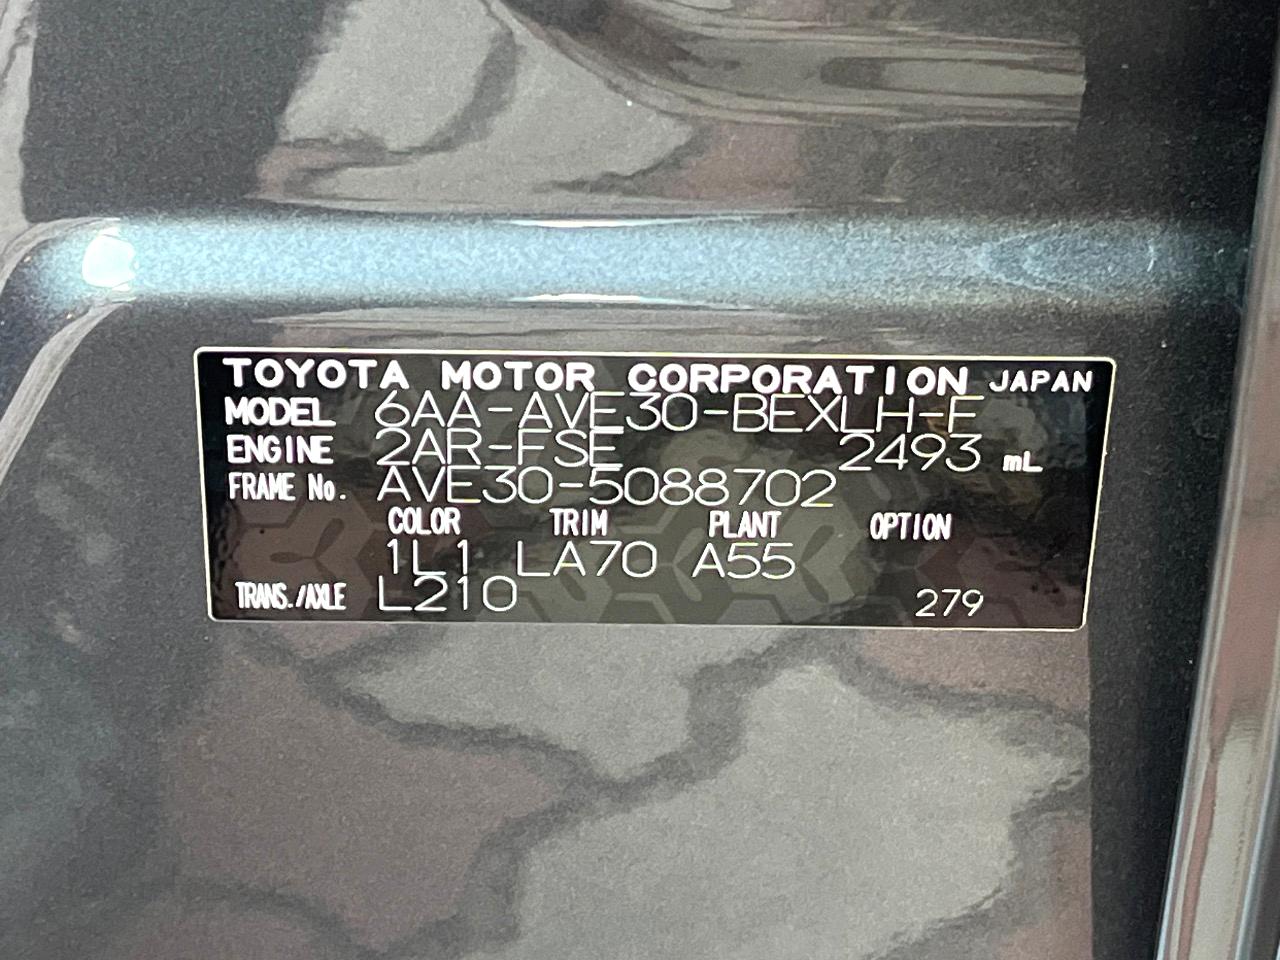 TOYOTA MOTOR CORPORATION JAPAN
MODEL 6AA-AVE30-BEXLH-F
ENGINE 2AR-FSE 2493 mL
FRAME No. AVE30-5088702
COLOR TRIM PLANT OPTION
1L1 LA70 A55
TRANS./AXLE L210 279